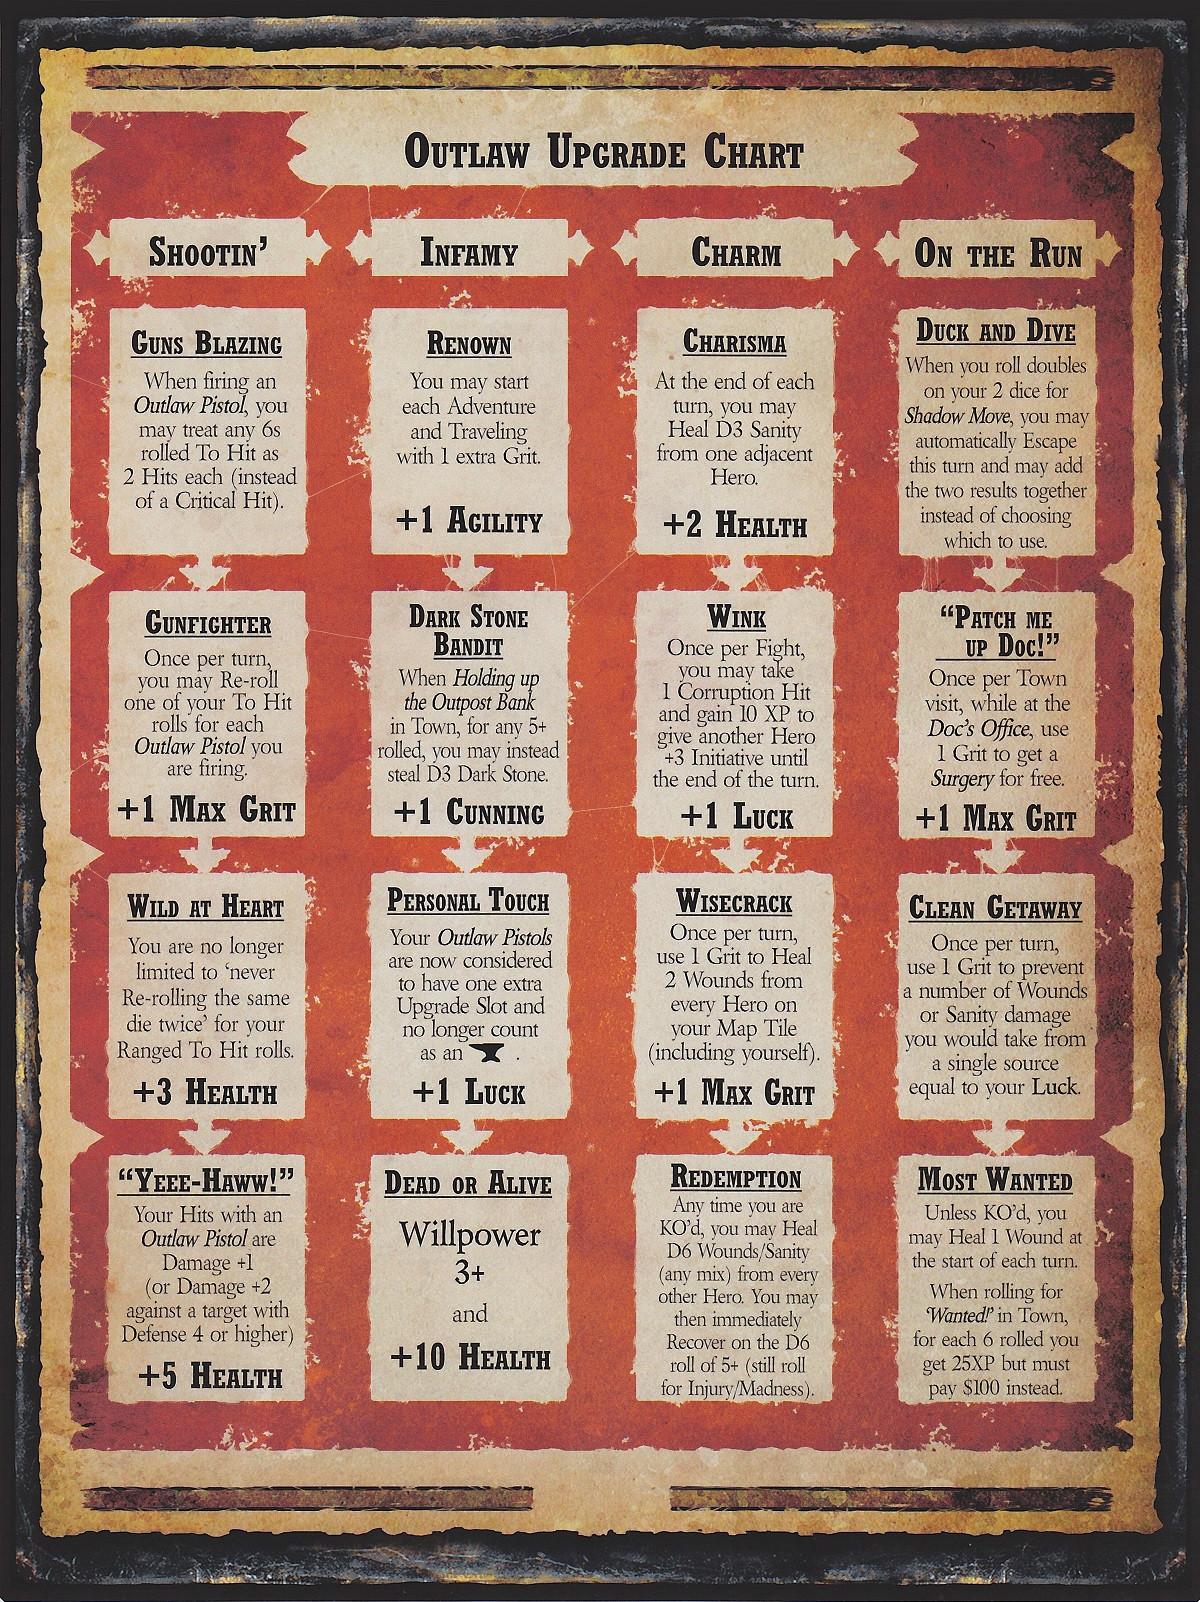 Outlaw Upgrade Chart
Shootin'
Guns Blazing
When firing an
Outlaw Pistol, you
may treat any 6s
rolled To Hit as
2 Hits each (instead
of a Critical Hit).
Gunfighter
Once per turn,
you may Re-roll
one of your To Hit
rolls for each
Outlaw Pistol you
are firing.
+1 Max Grit
Wild at Heart
You are no longer
limited to ‘never
Re-rolling the same
die twice’ for your
Ranged To Hit rolls.
+3 Health
“Yeee-Haww!”
Your Hits with an
Outlaw Pistol are
Damage +1
(or Damage +2
against a target with
Defense 4 or higher)
+5 Health
Infamy
Renown
You may start
each Adventure
and Traveling
with 1 extra Grit.
+1 Agility
Dark Stone
Bandit
When Holding up
the Outpost Bank
in Town, for any 5+
rolled, you may instead
steal D3 Dark Stone.
+1 Cunning
Personal Touch
Your Outlaw Pistols
are now considered
to have one extra
Upgrade Slot and
no longer count
as an .
+1 Luck
Dead or Alive
Willpower
3+
and
+10 Health
Charm
Charisma
At the end of each
turn, you may
Heal D3 Sanity
from one adjacent
Hero.
+2 Health
Wink
Once per Fight,
you may take
1 Corruption Hit
and gain 10 XP to
give another Hero
+3 Initiative until
the end of the turn.
+1 Luck
Wisecrack
Once per turn,
use 1 Grit to Heal
2 Wounds from
every Hero on
your Map Tile
(including yourself).
+1 Max Grit
Redemption
Any time you are
KO’d, you may Heal
D6 Wounds/Sanity
(any mix) from every
other Hero. You may
then immediately
Recover on the D6
roll of 5+ (still roll
for Injury/Madness).
On the Run
Duck and Dive
When you roll doubles
on your 2 dice for
Shadow Move, you may
automatically Escape
this turn and may add
the two results together
instead of choosing
which to use.
“Patch me
up Doc!”
Once per Town
visit, while at the
Doc’s Office, use
1 Grit to get a
Surgery for free.
+1 Max Grit
Clean Getaway
Once per turn,
use 1 Grit to prevent
a number of Wounds
or Sanity damage
you would take from
a single source
equal to your Luck.
Most Wanted
Unless KO’d, you
may Heal 1 Wound at
the start of each turn.
When rolling for
‘Wanted!’ in Town,
for each 6 rolled you
get 25XP but must
pay $100 instead.